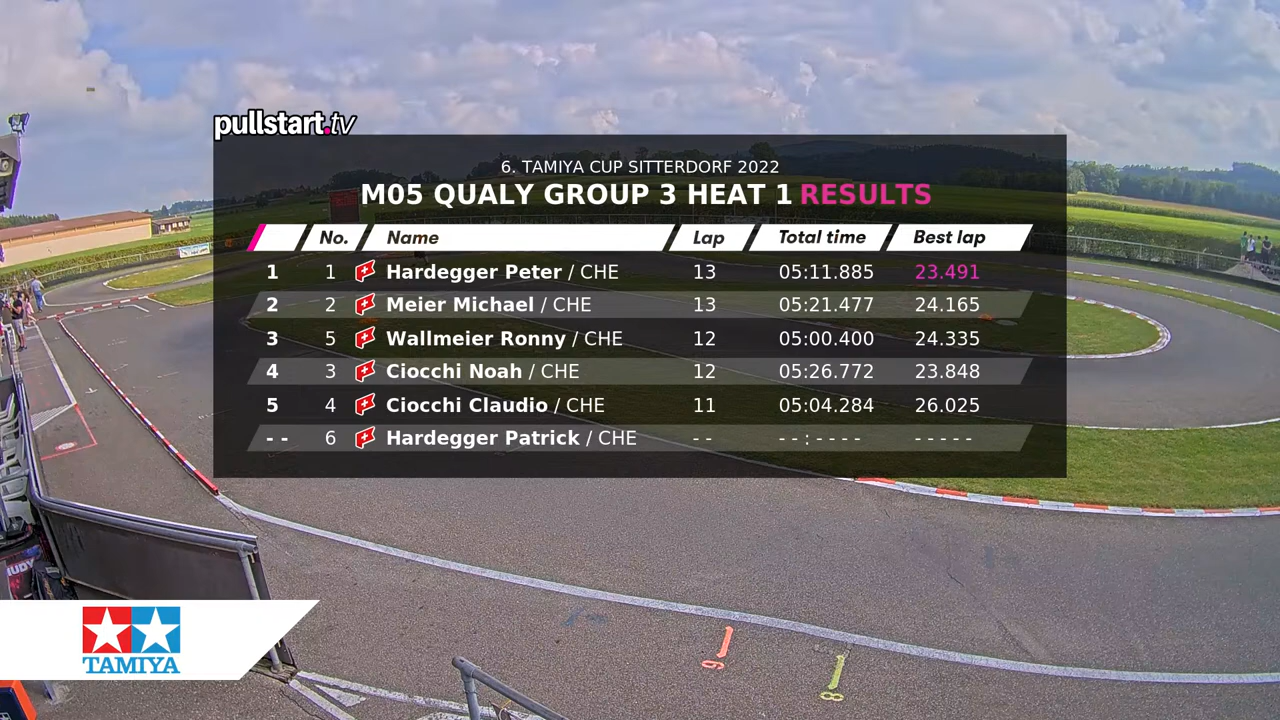 pullstart.tv
6. TAMIYA CUP SITTERDORF 2022
M05 QUALY GROUP 3 HEAT 1 RESULTS
No. Name Lap Total time Best lap
1 1 Hardegger Peter / CHE 13 05:11.885 23.491
2 2 Meier Michael / CHE 13 05:21.477 24.165
3 5 Wallmeier Ronny / CHE 12 05:00.400 24.335
4 3 Ciocchi Noah / CHE 12 05:26.772 23.848
5 4 Ciocchi Claudio / CHE 11 05:04.284 26.025
- - 6 Hardegger Patrick / CHE - - - - : - - - - - - - - -
HUDY
TAMIYA
9
8